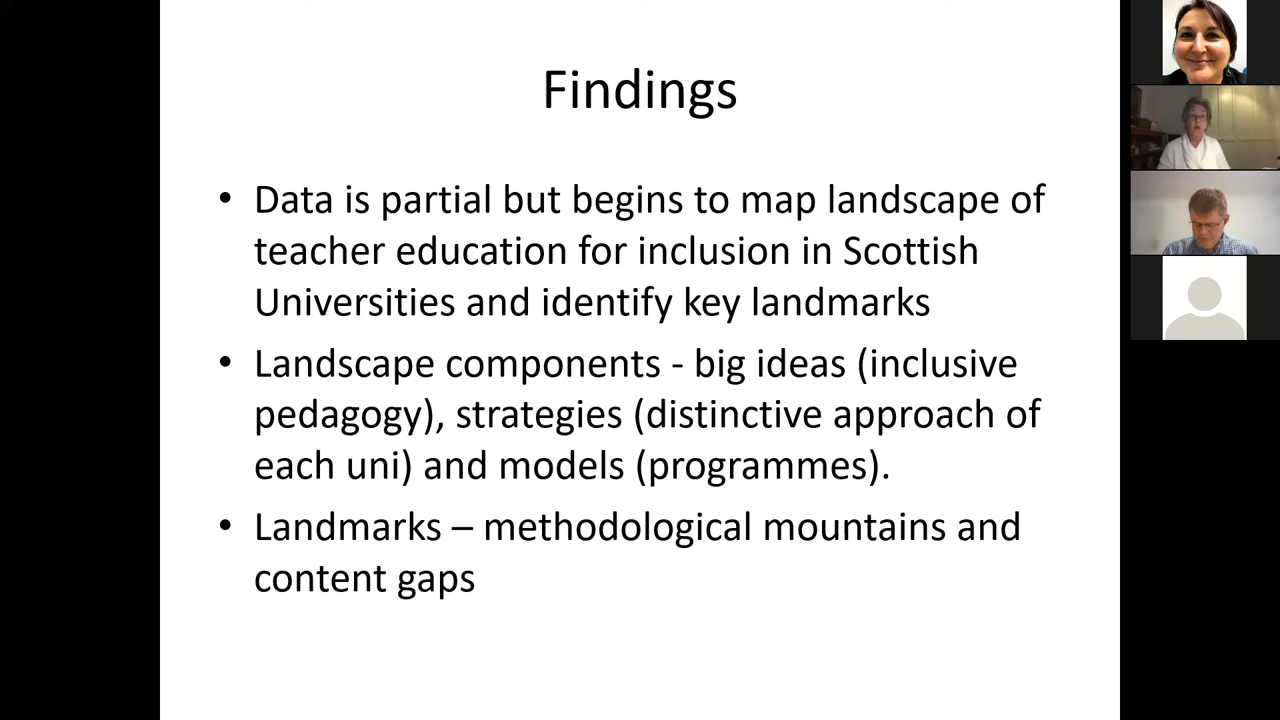 Findings
• Data is partial but begins to map landscape of
teacher education for inclusion in Scottish
Universities and identify key landmarks
• Landscape components - big ideas (inclusive
pedagogy), strategies (distinctive approach of
each uni) and models (programmes).
• Landmarks – methodological mountains and
content gaps